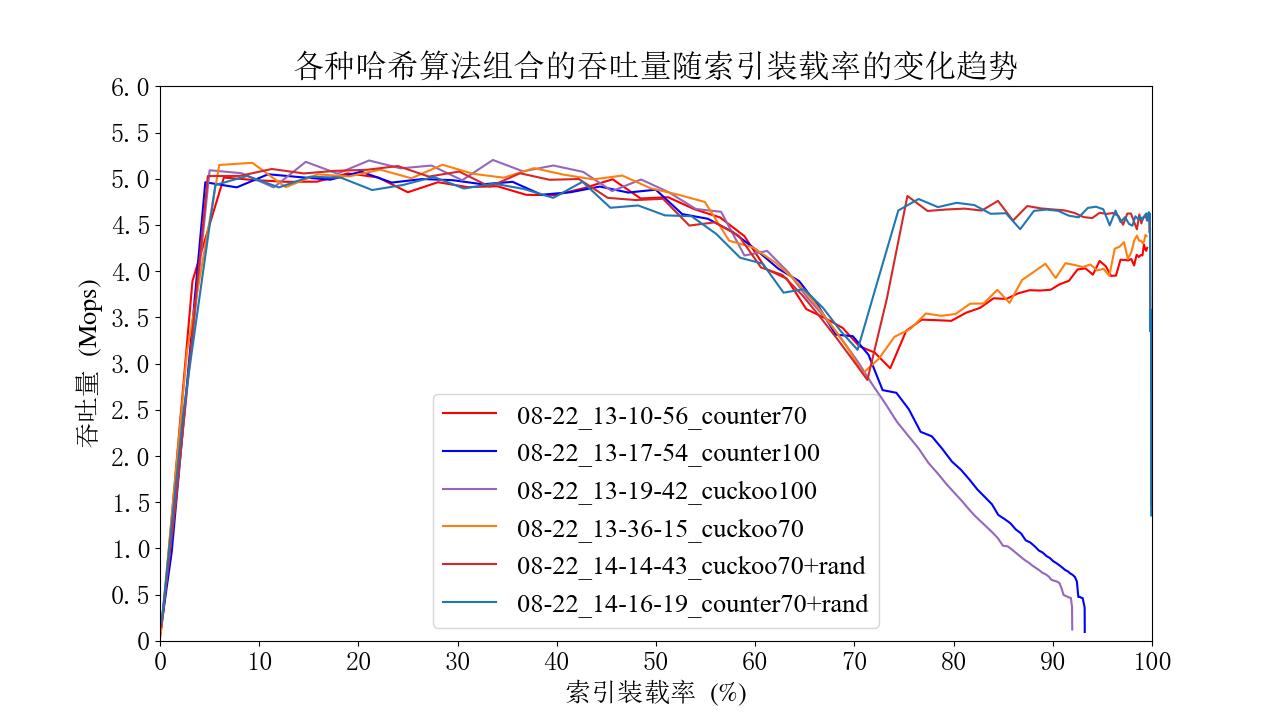 各种哈希算法组合的吞吐量随索引装载率的变化趋势
6.0
5.5
5.0
4.5
4.0
3.5
3.0
2.5
2.0
1.5
1.0
0.5
0
吞吐量 (Mops)
08-22_13-10-56_counter70
08-22_13-17-54_counter100
08-22_13-19-42_cuckoo100
08-22_13-36-15_cuckoo70
08-22_14-14-43_cuckoo70+rand
08-22_14-16-19_counter70+rand
0 10 20 30 40 50 60 70 80 90 100
索引装载率 (%)